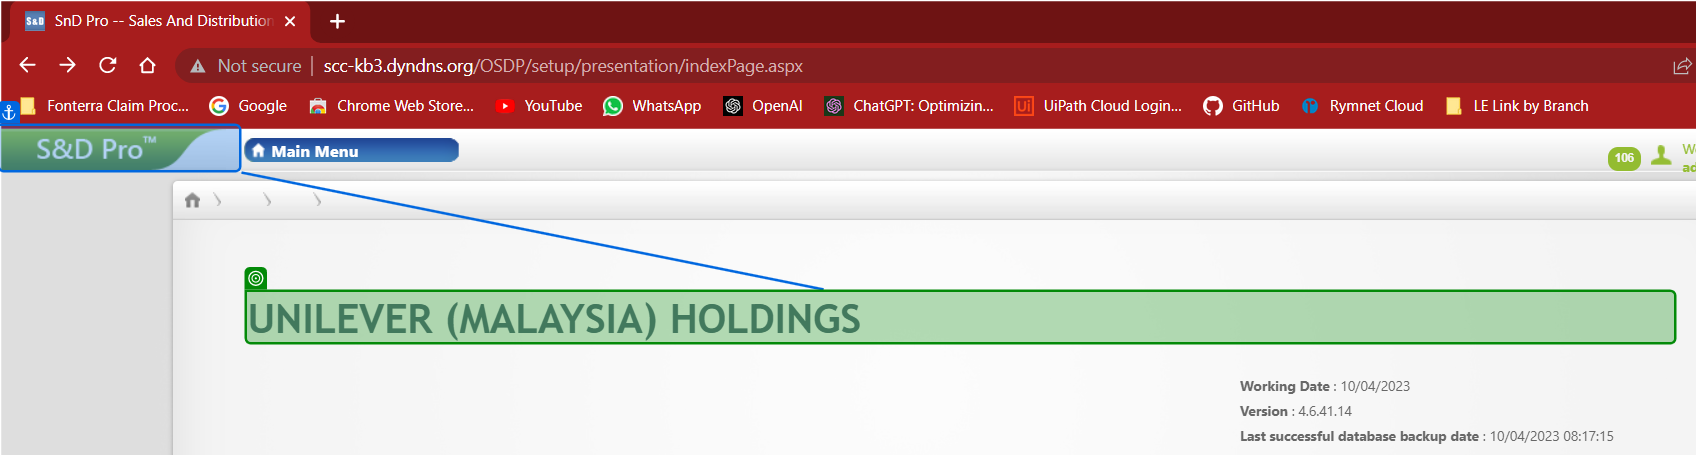 S&D SnD Pro -- Sales And Distribution
Not secure scc-kb3.dyndns.org/OSDP/setup/presentation/indexPage.aspx
Fonterra Claim Proc... Google Chrome Web Store... YouTube WhatsApp OpenAI ChatGPT: Optimizin... Ui UiPath Cloud Login... GitHub Rymnet Cloud LE Link by Branch
S&D Pro™ Main Menu
106
UNILEVER (MALAYSIA) HOLDINGS
Working Date : 10/04/2023
Version : 4.6.41.14
Last successful database backup date : 10/04/2023 08:17:15